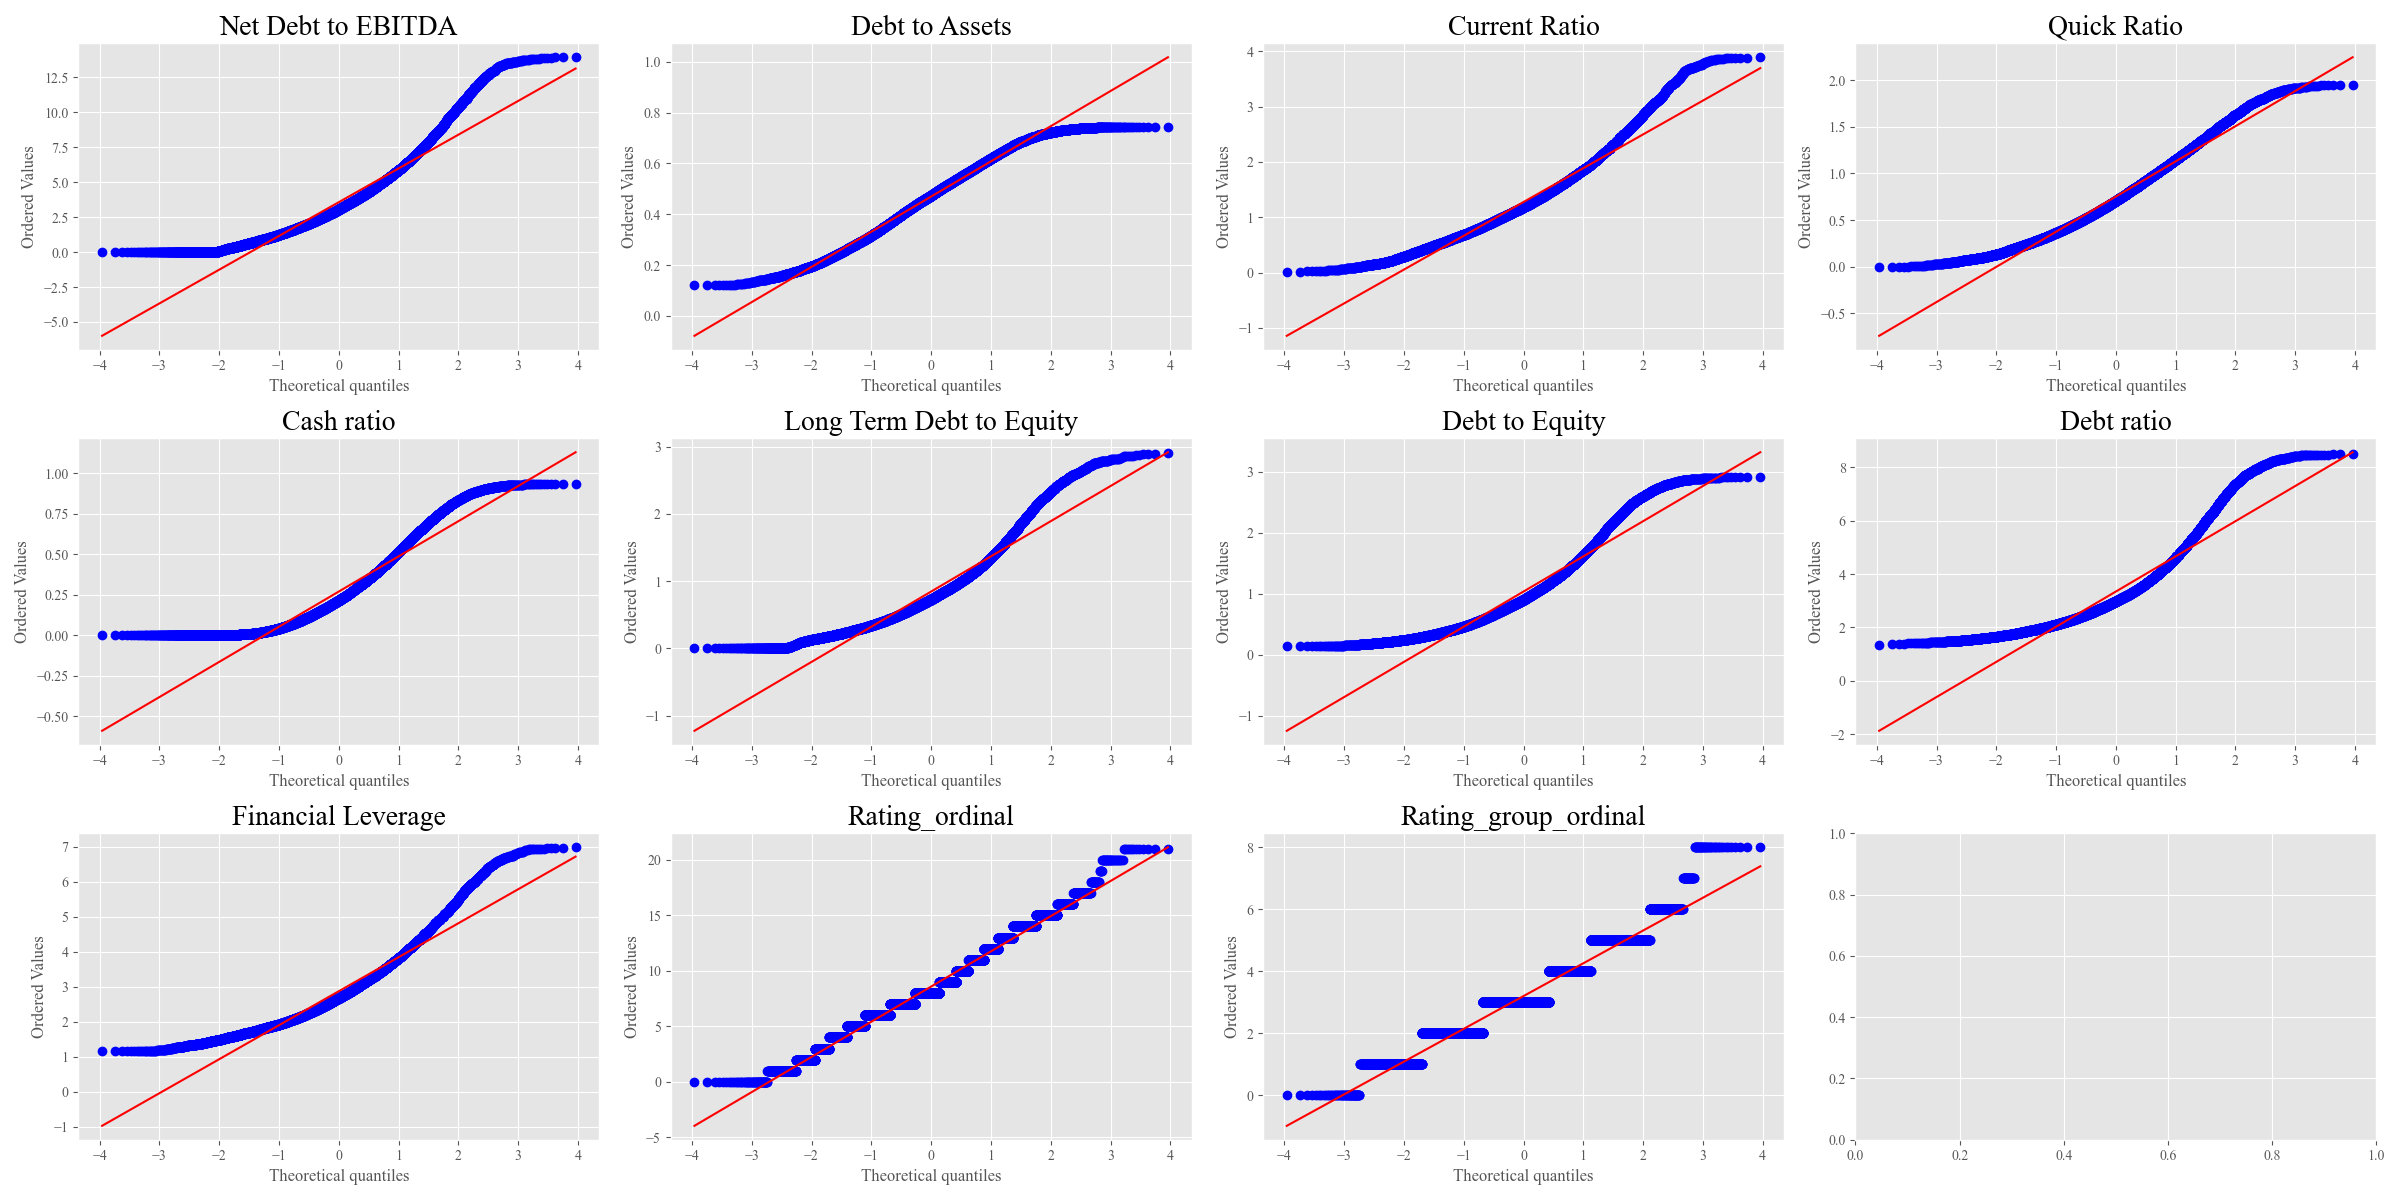 Net Debt to EBITDA
12.5
10.0
7.5
5.0
2.5
0.0
−2.5
−5.0
Ordered Values
−4 −3 −2 −1 0 1 2 3 4
Theoretical quantiles
Debt to Assets
1.0
0.8
0.6
0.4
0.2
0.0
Ordered Values
−4 −3 −2 −1 0 1 2 3 4
Theoretical quantiles
Current Ratio
4
3
2
1
0
−1
Ordered Values
−4 −3 −2 −1 0 1 2 3 4
Theoretical quantiles
Quick Ratio
2.0
1.5
1.0
0.5
0.0
−0.5
Ordered Values
−4 −3 −2 −1 0 1 2 3 4
Theoretical quantiles
Cash ratio
1.00
0.75
0.50
0.25
0.00
−0.25
−0.50
Ordered Values
−4 −3 −2 −1 0 1 2 3 4
Theoretical quantiles
Long Term Debt to Equity
3
2
1
0
−1
Ordered Values
−4 −3 −2 −1 0 1 2 3 4
Theoretical quantiles
Debt to Equity
3
2
1
0
−1
Ordered Values
−4 −3 −2 −1 0 1 2 3 4
Theoretical quantiles
Debt ratio
8
6
4
2
0
−2
Ordered Values
−4 −3 −2 −1 0 1 2 3 4
Theoretical quantiles
Financial Leverage
7
6
5
4
3
2
1
0
−1
Ordered Values
−4 −3 −2 −1 0 1 2 3 4
Theoretical quantiles
Rating_ordinal
20
15
10
5
0
−5
Ordered Values
−4 −3 −2 −1 0 1 2 3 4
Theoretical quantiles
Rating_group_ordinal
8
6
4
2
0
Ordered Values
−4 −3 −2 −1 0 1 2 3 4
Theoretical quantiles
1.0
0.8
0.6
0.4
0.2
0.0
0.0 0.2 0.4 0.6 0.8 1.0